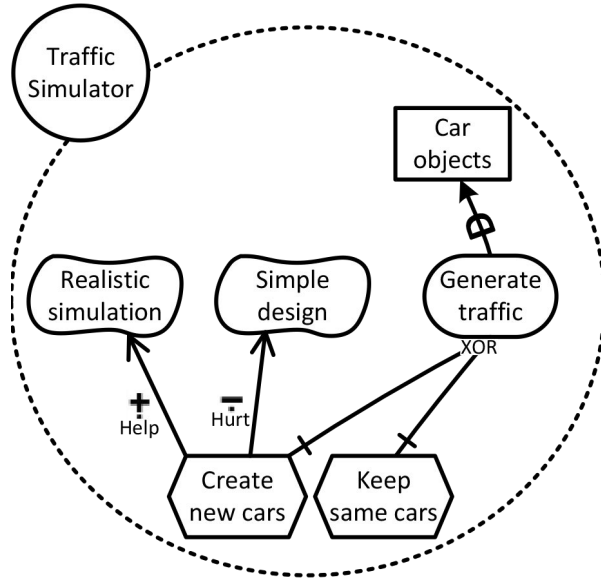 Traffic
Simulator
Car
objects
D
Realistic
simulation
Simple
design
Generate
traffic
XOR
+
Help
-
Hurt
Create
new cars
Keep
same cars